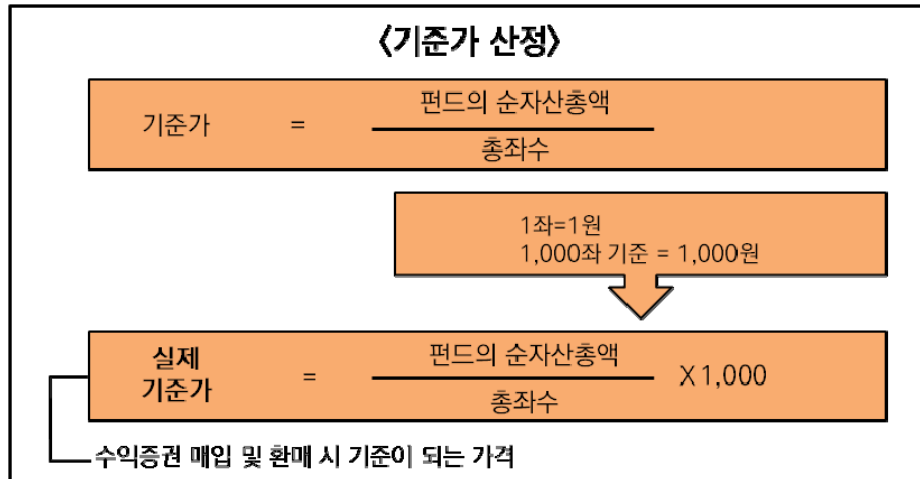 〈기준가 산정〉
기준가 = 펀드의 순자산총액
총좌수
1좌=1원
1,000좌 기준 = 1,000원
실제
기준가 = 펀드의 순자산총액 X1,000
총좌수
수익증권 매입 및 환매 시 기준이 되는 가격